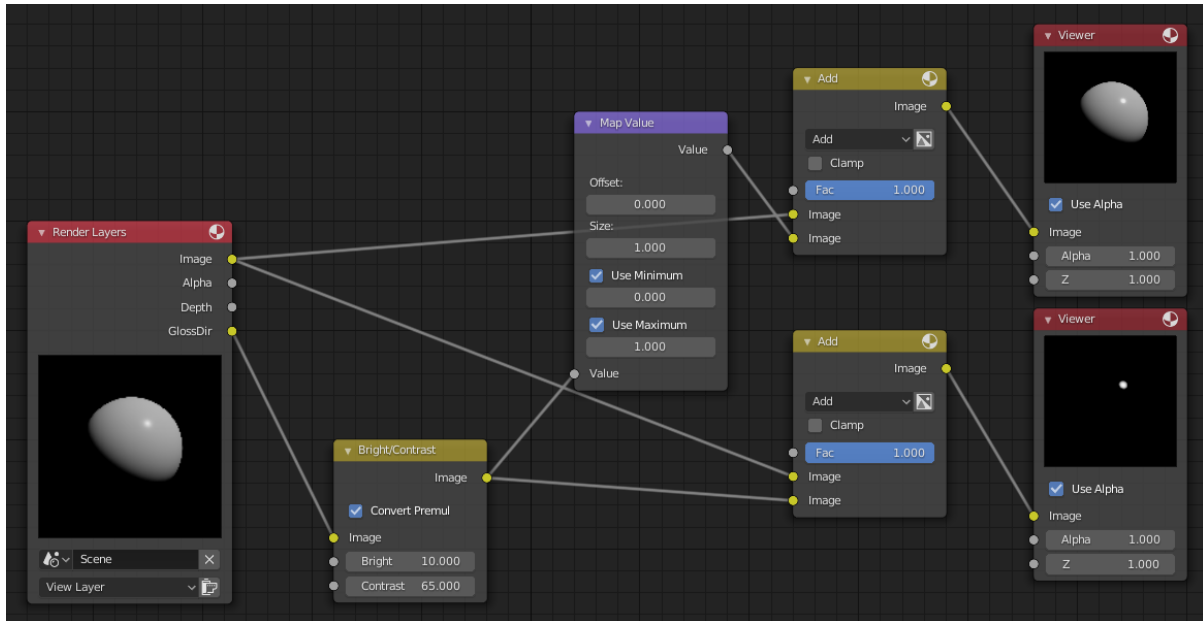 Render Layers
Image
Alpha
Depth
GlossDir
Scene
View Layer
Bright/Contrast
Image
Convert Premul
Image
Bright 10.000
Contrast 65.000
Map Value
Value
Offset:
0.000
Size:
1.000
Use Minimum
0.000
Use Maximum
1.000
Value
Add
Image
Add
Clamp
Fac 1.000
Image
Image
Add
Image
Add
Clamp
Fac 1.000
Image
Image
Viewer
Use Alpha
Image
Alpha 1.000
Z 1.000
Viewer
Use Alpha
Image
Alpha 1.000
Z 1.000